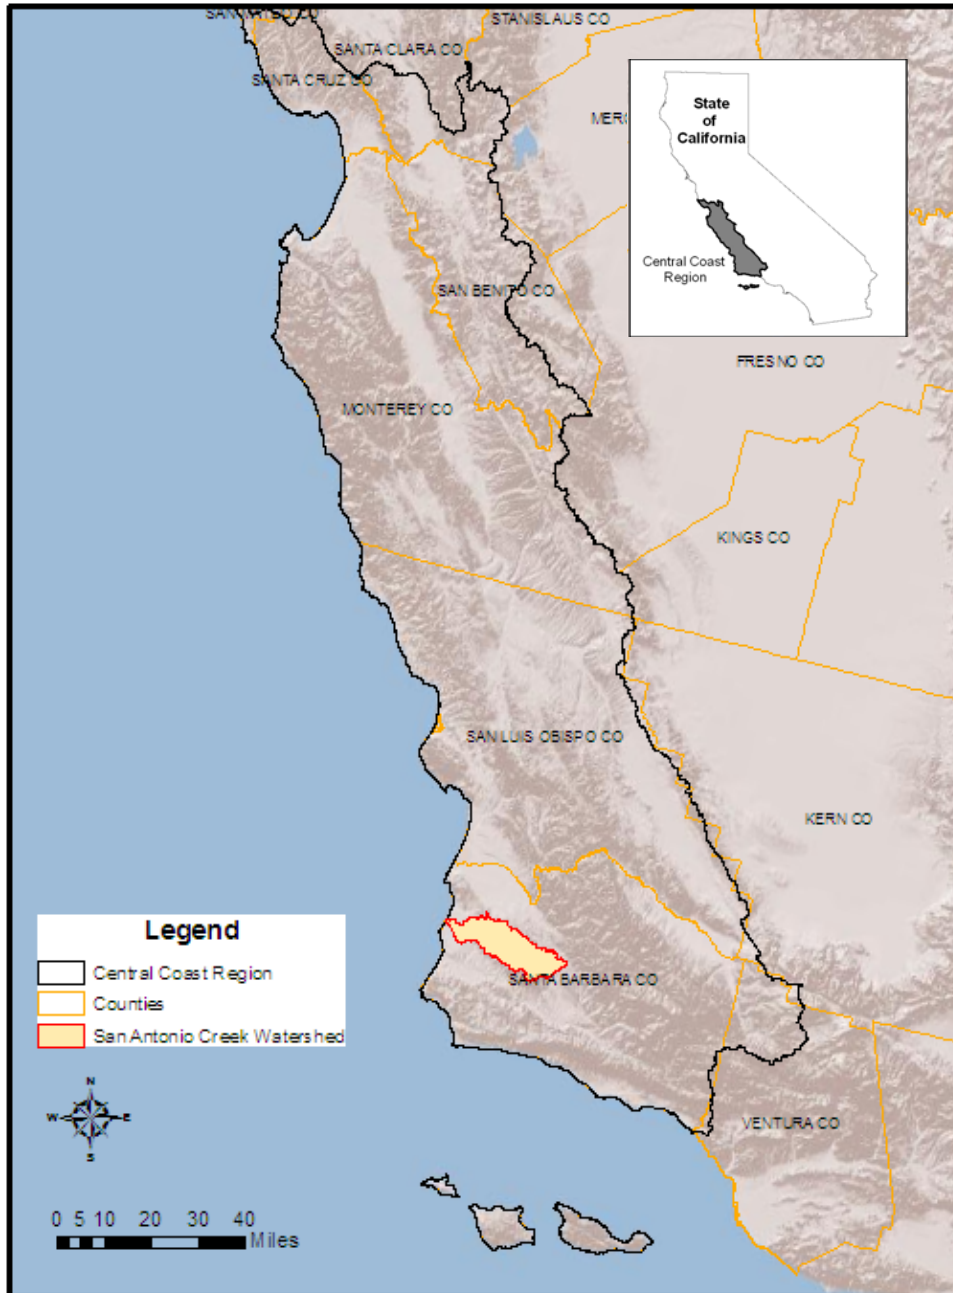 STANISLAUS CO
SANTA CLARA CO
SANTA CRUZ CO
State
of
California
Central Coast
Region
SAN BENITO CO
FRESNO CO
MONTEREY CO
KINGS CO
SAN LUIS OBISPO CO
KERN CO
Legend
Central Coast Region
Counties
San Antonio Creek Watershed
SANTA BARBARA CO
N
W
E
S
VENTURA CO
0 5 10 20 30 40
Miles